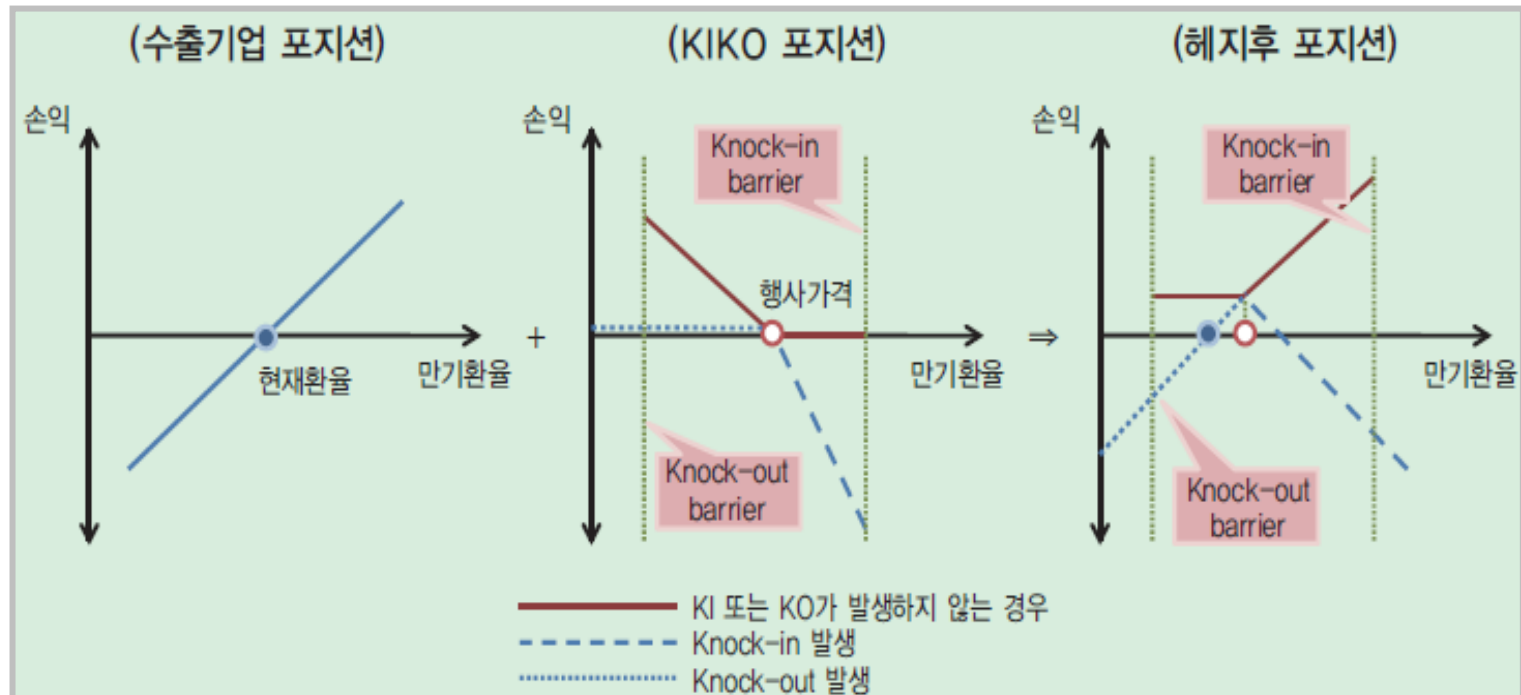 (수출기업 포지션)
(KIKO 포지션)
(헤지후 포지션)
손익
현재환율
만기환율
+
손익
Knock-in
barrier
행사가격
만기환율
Knock-out
barrier
⇒
손익
Knock-in
barrier
만기환율
Knock-out
barrier
KI 또는 KO가 발생하지 않는 경우
Knock-in 발생
Knock-out 발생